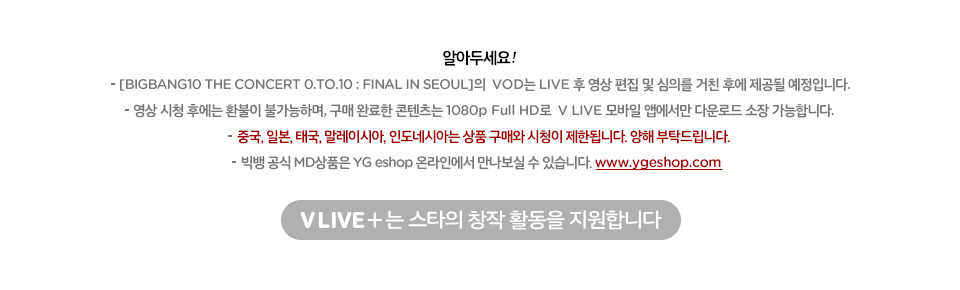 알아두세요!
- [BIGBANG10 THE CONCERT 0.TO.10 : FINAL IN SEOUL]의 VOD는 LIVE 후 영상 편집 및 심의를 거친 후에 제공될 예정입니다.
- 영상 시청 후에는 환불이 불가능하며, 구매 완료한 콘텐츠는 1080p Full HD로 V LIVE 모바일 앱에서만 다운로드 소장 가능합니다.
- 중국, 일본, 태국, 말레이시아, 인도네시아는 상품 구매와 시청이 제한됩니다. 양해 부탁드립니다.
- 빅뱅 공식 MD상품은 YG eshop 온라인에서 만나보실 수 있습니다. www.ygeshop.com
V LIVE+는 스타의 창작 활동을 지원합니다